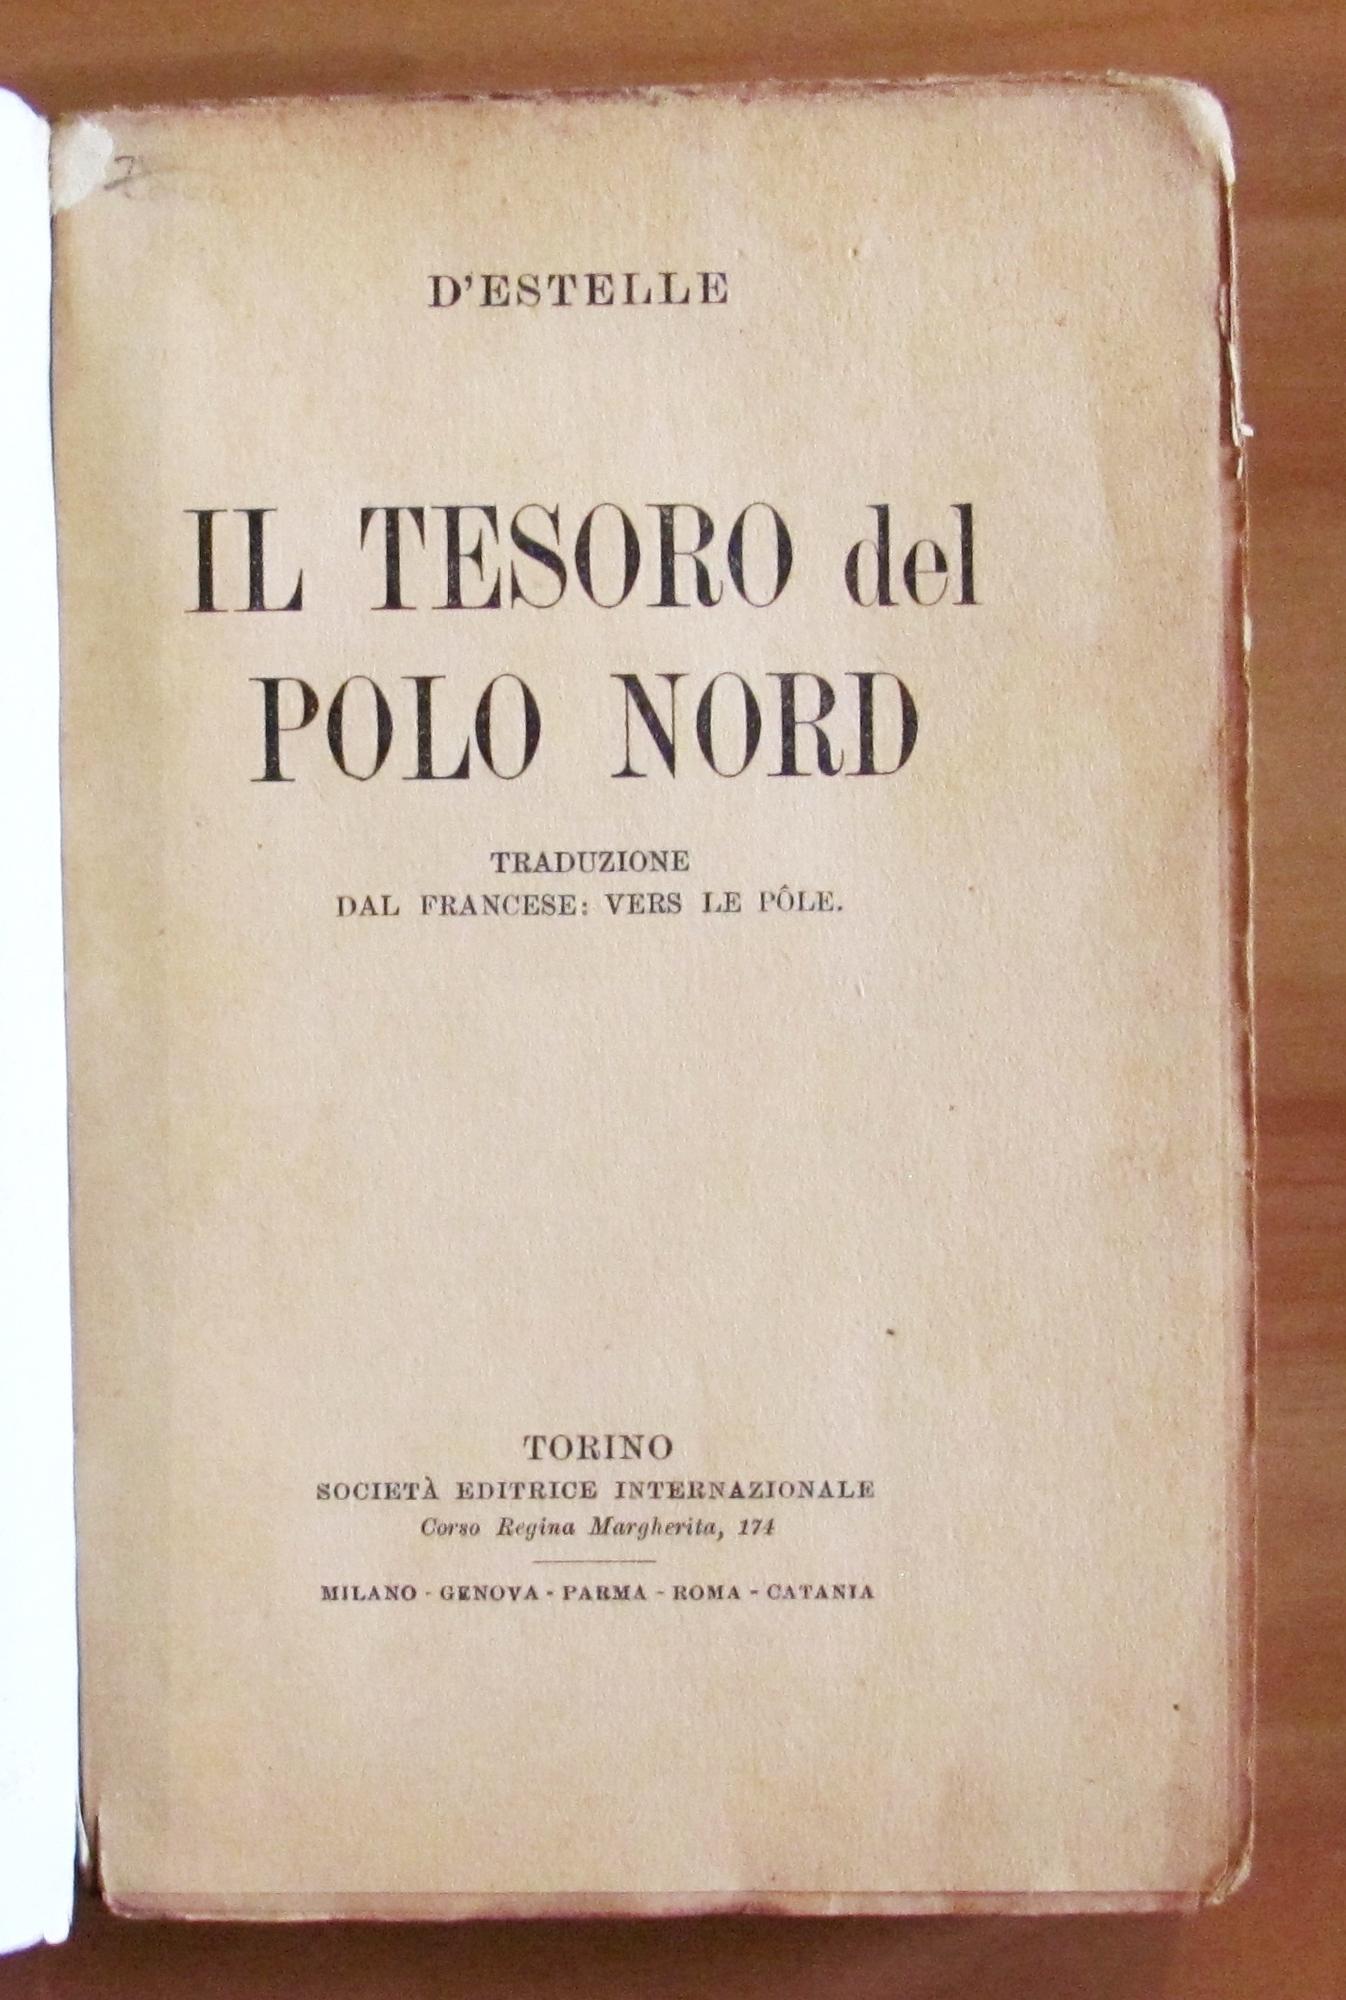 D'ESTELLE
IL TESORO del
POLO NORD
TRADUZIONE
DAL FRANCESE: VERS LE PÔLE.
TORINO
SOCIETÀ EDITRICE INTERNAZIONALE
Corso Regina Margherita, 174
MILANO - GENOVA - PARMA - ROMA - CATANIA